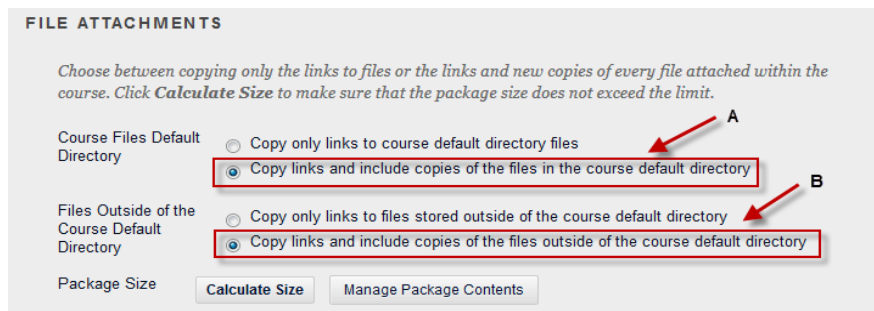 FILE ATTACHMENTS
Choose between copying only the links to files or the links and new copies of every file attached within the
course. Click Calculate Size to make sure that the package size does not exceed the limit.
A
Course Files Default
Directory
Copy only links to course default directory files
Copy links and include copies of the files in the course default directory
B
Files Outside of the
Course Default
Directory
Copy only links to files stored outside of the course default directory
Copy links and include copies of the files outside of the course default directory
Package Size
Calculate Size
Manage Package Contents